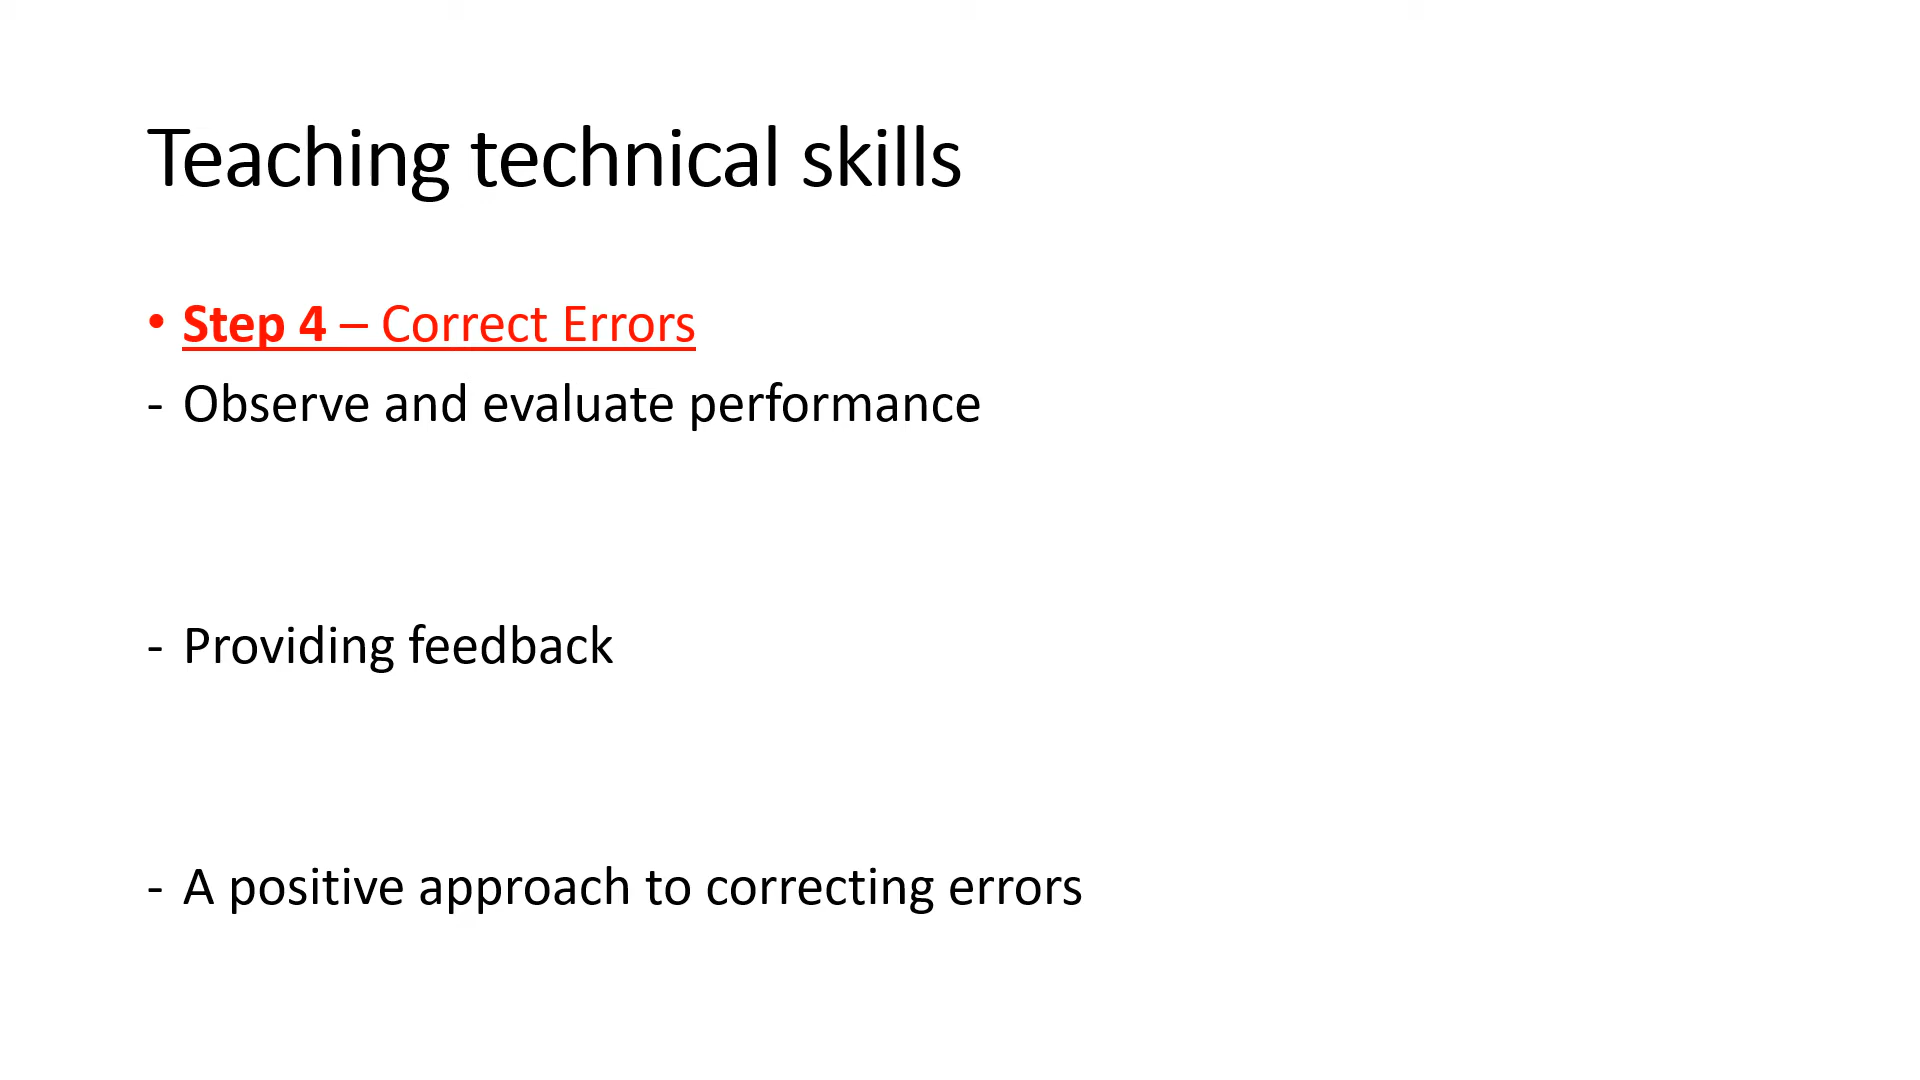 Teaching technical skills
• Step 4 – Correct Errors
- Observe and evaluate performance
- Providing feedback
- A positive approach to correcting errors